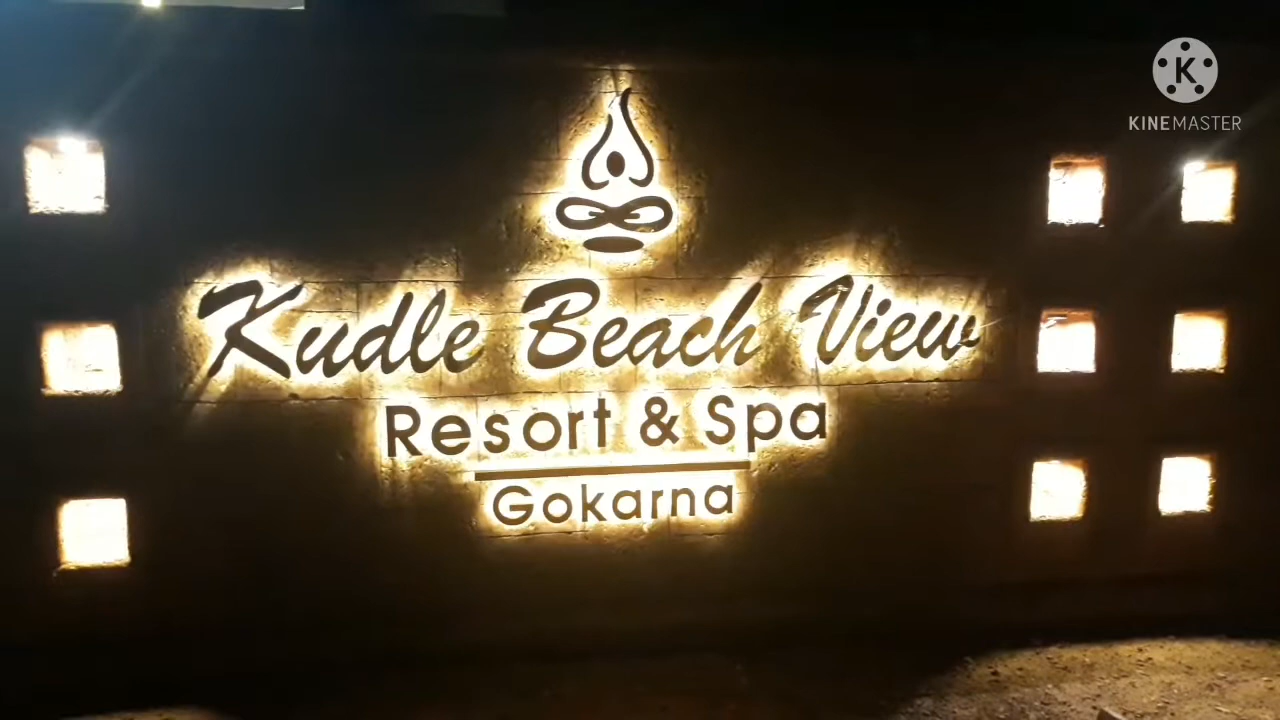 K
KINEMASTER
Kudle Beach View
Resort & Spa
Gokarna